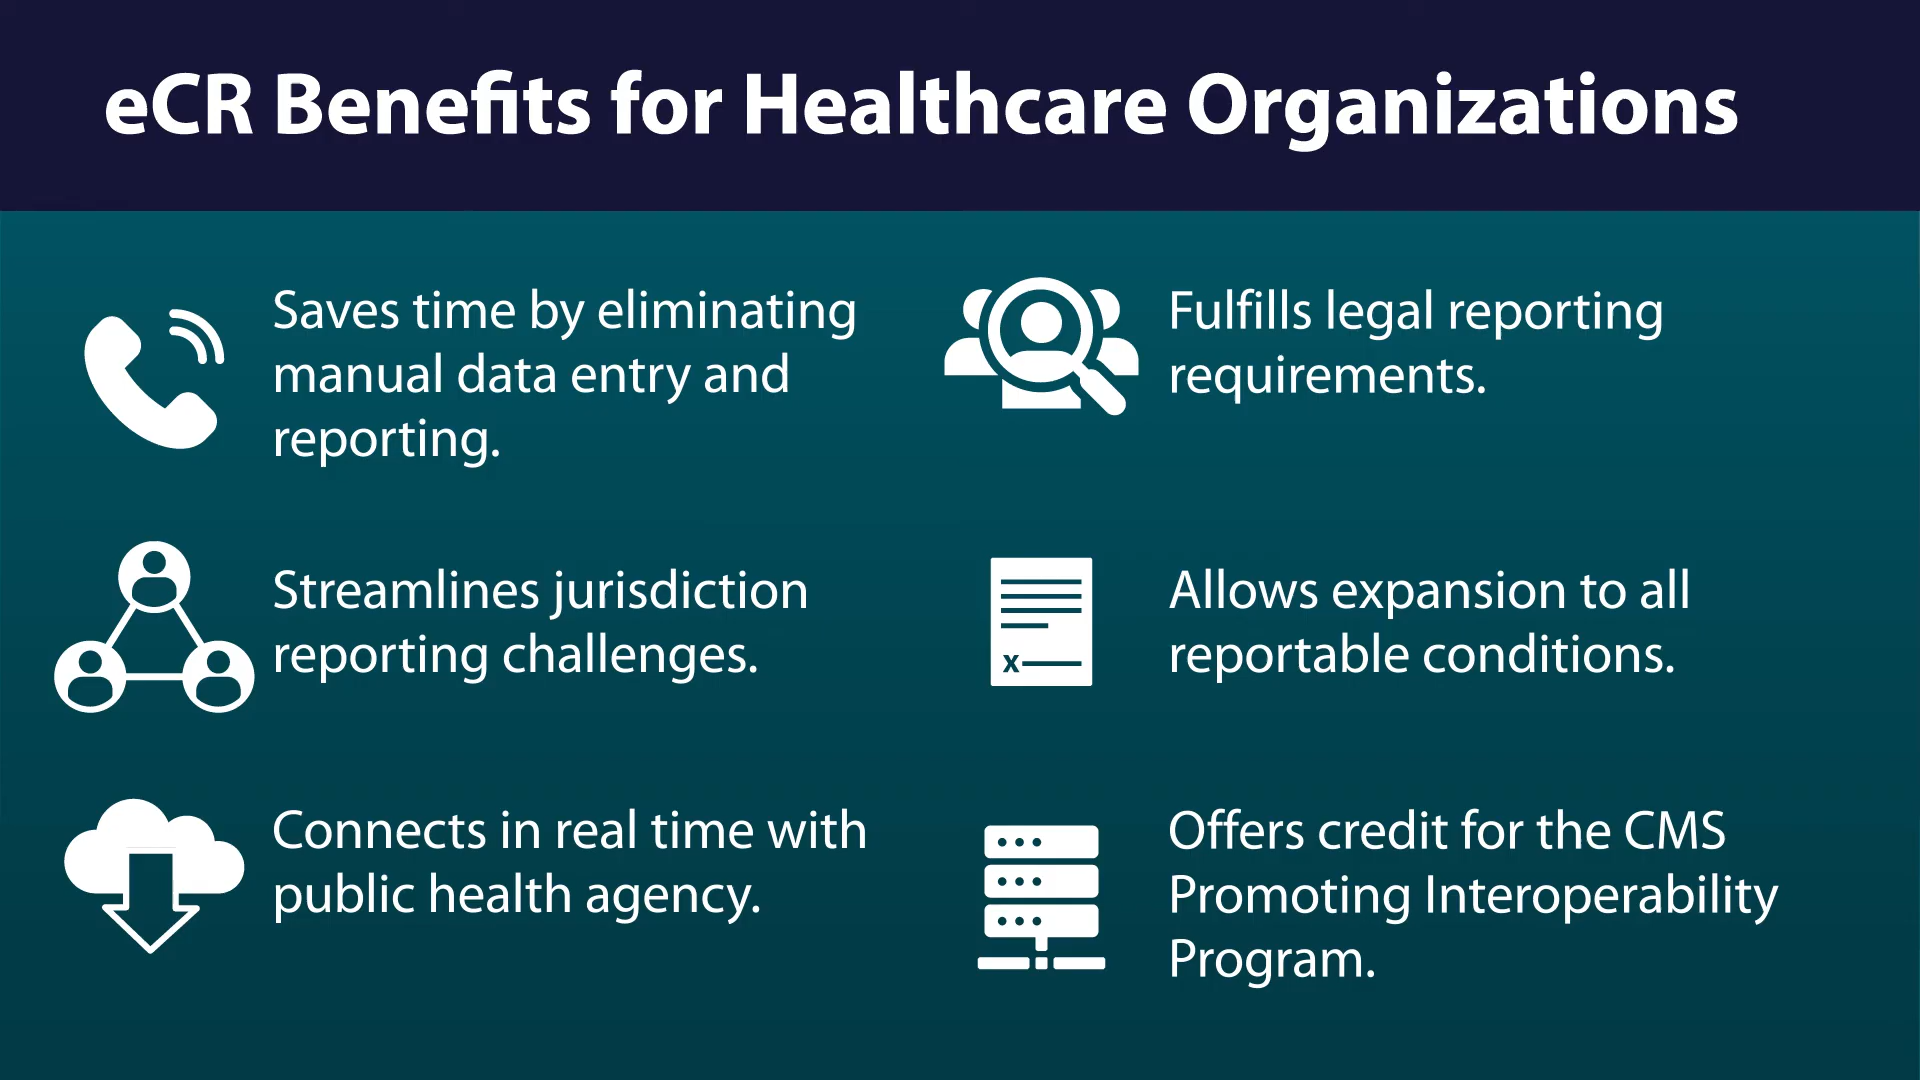 eCR Benefits for Healthcare Organizations
Saves time by eliminating
manual data entry and
reporting.
Streamlines jurisdiction
reporting challenges.
Connects in real time with
public health agency.
Fulfills legal reporting
requirements.
x
Allows expansion to all
reportable conditions.
Offers credit for the CMS
Promoting Interoperability
Program.